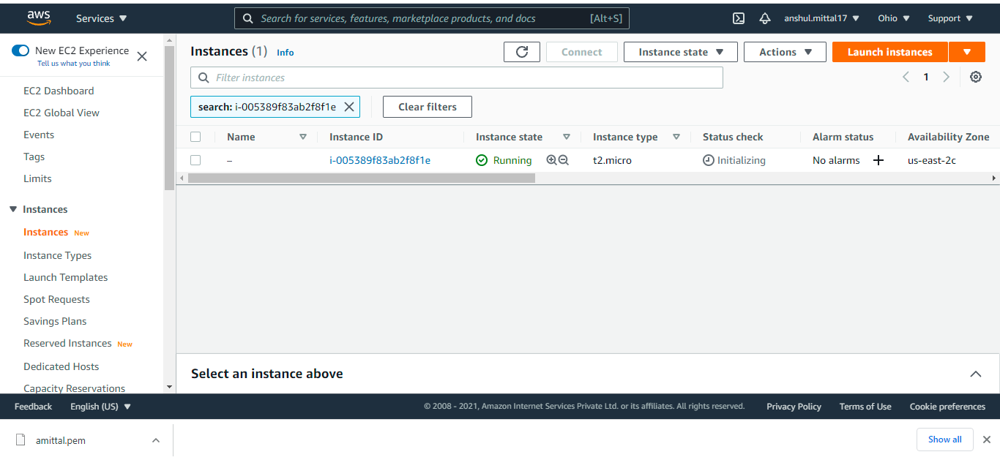 aws Services Search for services, features, marketplace products, and docs [Alt+S] anshul.mittal17 Ohio Support
New EC2 Experience
Tell us what you think
EC2 Dashboard
EC2 Global View
Events
Tags
Limits
Instances
Instances New
Instance Types
Launch Templates
Spot Requests
Savings Plans
Reserved Instances New
Dedicated Hosts
Capacity Reservations
Instances (1) Info Connect Instance state Actions Launch instances
Filter instances 1
search: i-005389f83ab2f8f1e Clear filters
Name Instance ID Instance state Instance type Status check Alarm status Availability Zone
– i-005389f83ab2f8f1e Running t2.micro Initializing No alarms + us-east-2c
Select an instance above
Feedback English (US) © 2008 - 2021, Amazon Internet Services Private Ltd. or its affiliates. All rights reserved. Privacy Policy Terms of Use Cookie preferences
amittal.pem Show all